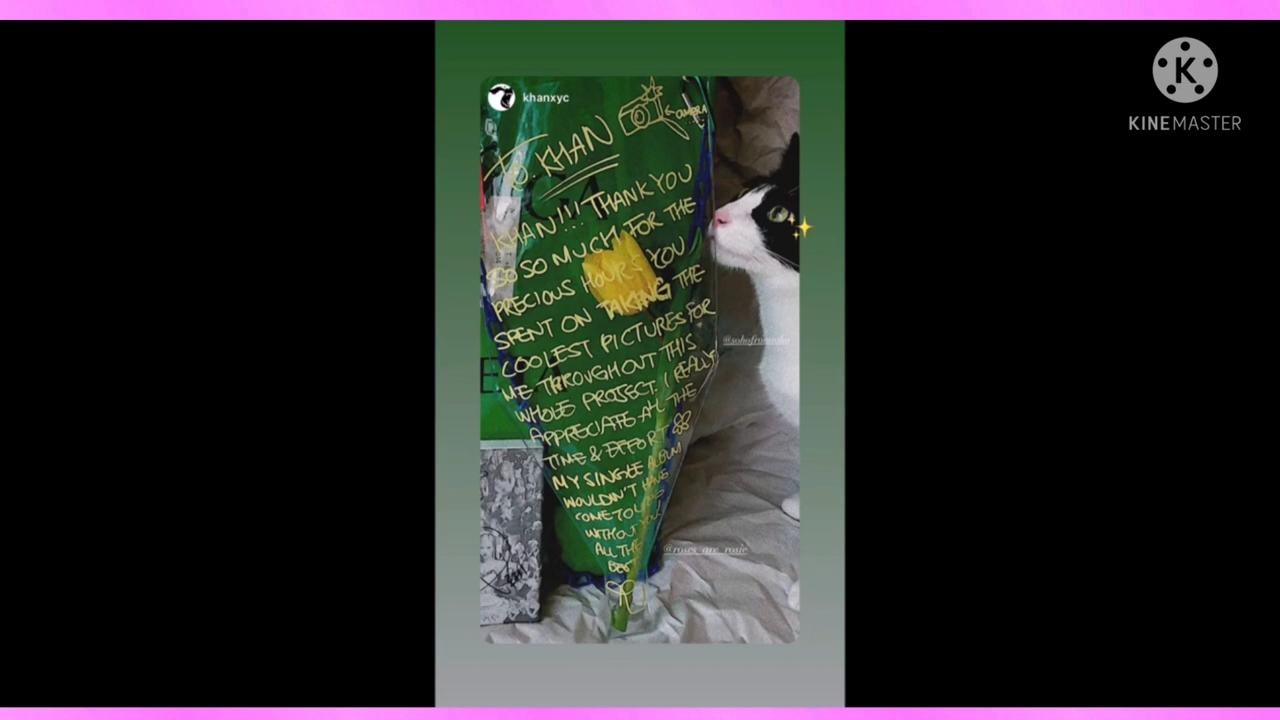 khanxyc
← CAMERA
TO KHAN
KHAN!!! THANK YOU
SO SO MUCH FOR THE
PRECIOUS HOURS YOU
SPENT ON TAKING THE
COOLEST PICTURES FOR
ME THROUGHOUT THIS
WHOLE PROJECT. I REALLY
APPRECIATE ALL THE
TIME & EFFORT
MY SINGLE ALBUM
WOULDN'T HAVE
COME TO
WITHOUT YOU
ALL THE
BEST
@roses_are_rosie
K
KINEMASTER